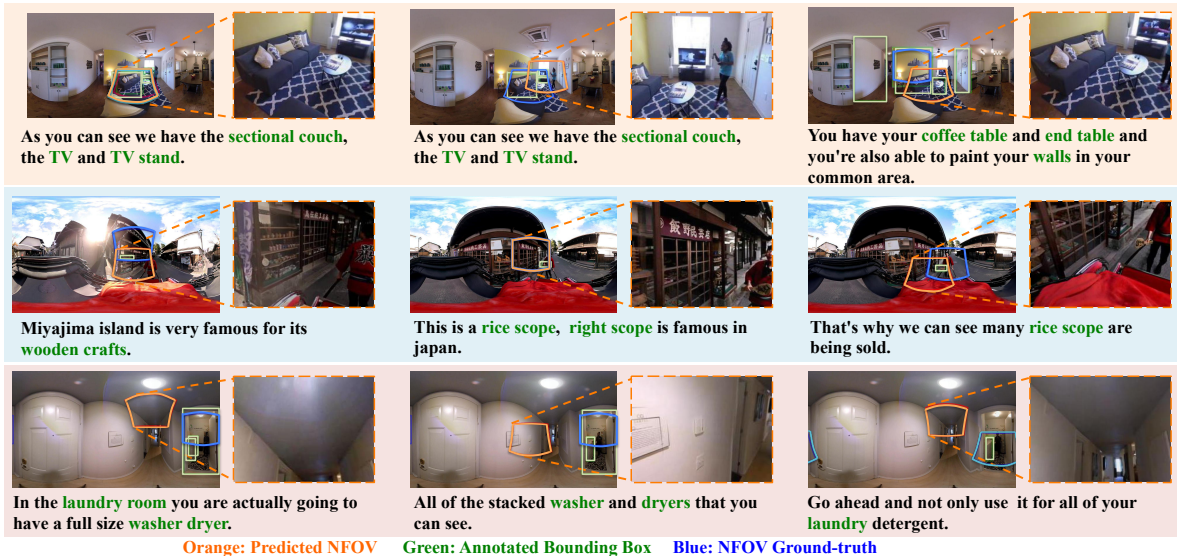 As you can see we have the sectional couch,
the TV and TV stand.
As you can see we have the sectional couch,
the TV and TV stand.
You have your coffee table and end table and
you're also able to paint your walls in your
common area.
飯野民芸店
Miyajima island is very famous for its
wooden crafts.
This is a rice scope, right scope is famous in
japan.
That's why we can see many rice scope are
being sold.
In the laundry room you are actually going to
have a full size washer dryer.
All of the stacked washer and dryers that you
can see.
Go ahead and not only use it for all of your
laundry detergent.
Orange: Predicted NFOV Green: Annotated Bounding Box Blue: NFOV Ground-truth